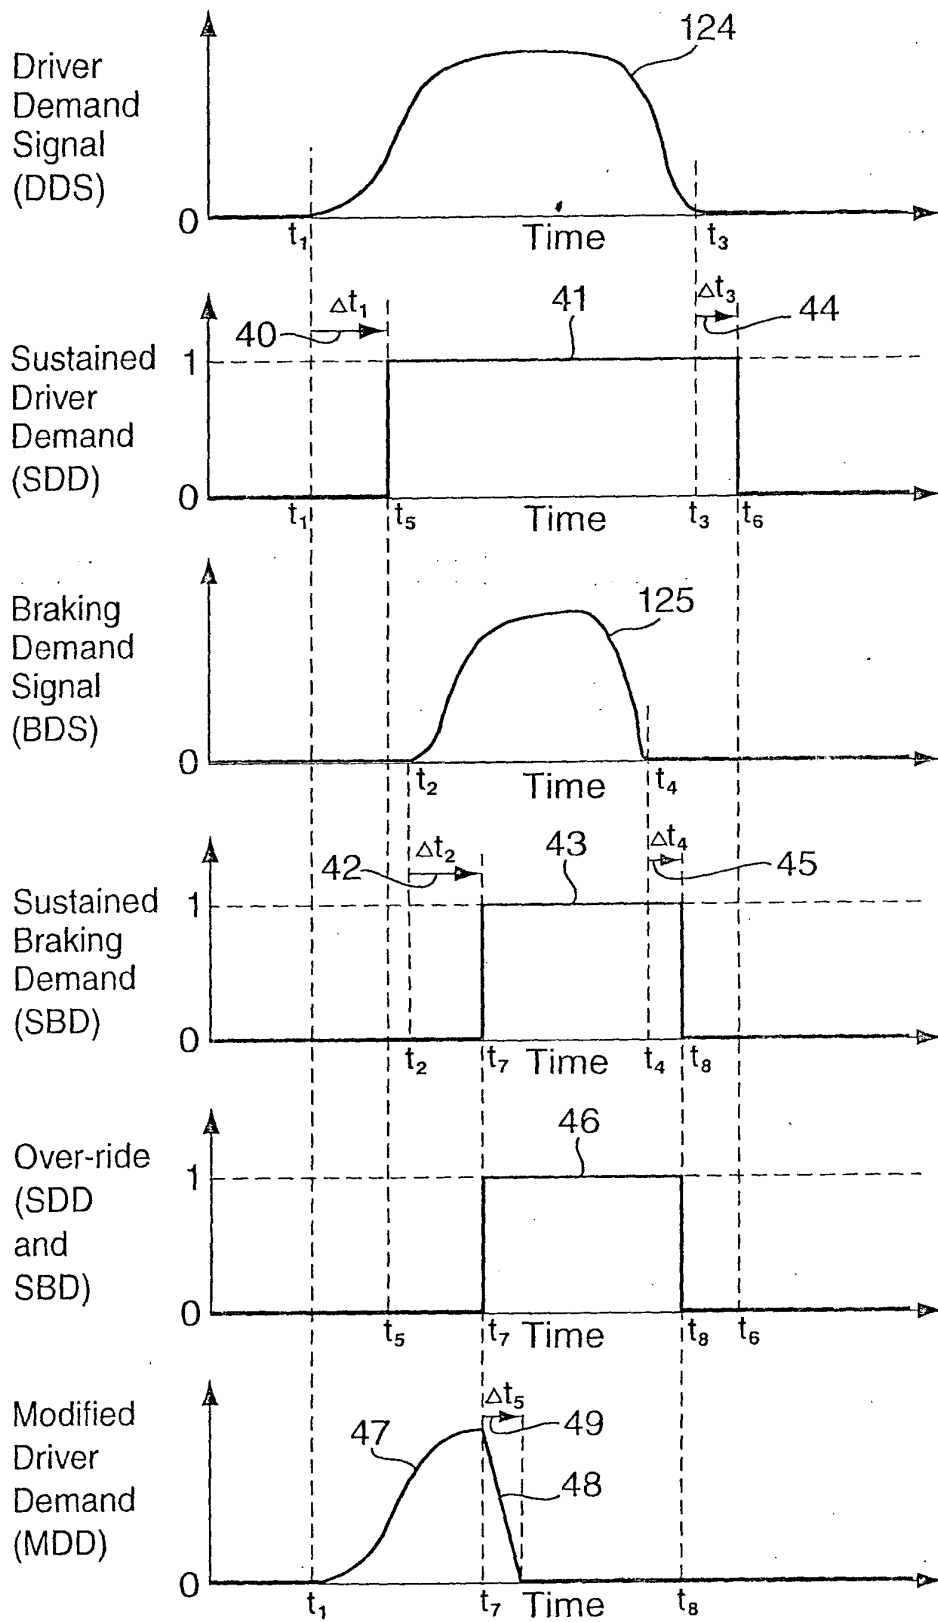 124
Driver
Demand
Signal
(DDS)
0
t₁
Time
t₃
Δt₁
41
Δt₃
44
40
Sustained
Driver
Demand
(SDD)
1
0
t₁
t₅
Time
t₃
t₆
Braking
Demand
Signal
(BDS)
125
0
t₂
Time
t₄
42
Δt₂
43
Δt₄
45
Sustained
Braking
Demand
(SBD)
1
0
t₂
t₇
Time
t₄
t₈
46
Over-ride
(SDD
and
SBD)
1
0
t₅
t₇
Time
t₈
t₆
Modified
Driver
Demand
(MDD)
47
Δt₅
49
48
0
t₁
t₇
Time
t₈